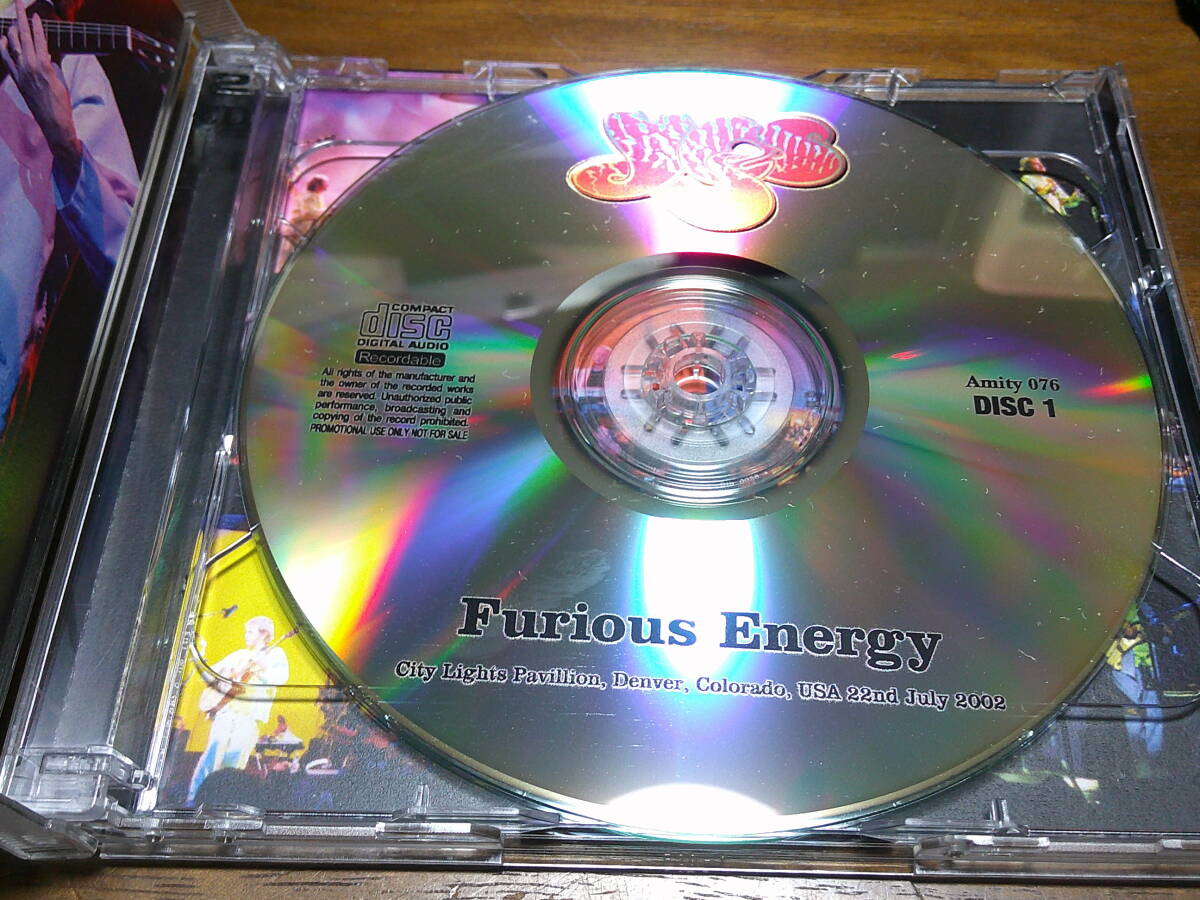 Yes
COMPACT
disc
DIGITAL AUDIO
Recordable
All rights of the manufacturer and
the owner of the recorded works
are reserved. Unauthorized public
performance, broadcasting and
copying of the record prohibited.
PROMOTIONAL USE ONLY NOT FOR SALE
Amity 076
DISC 1
Furious Energy
City Lights Pavillion, Denver, Colorado, USA 22nd July 2002